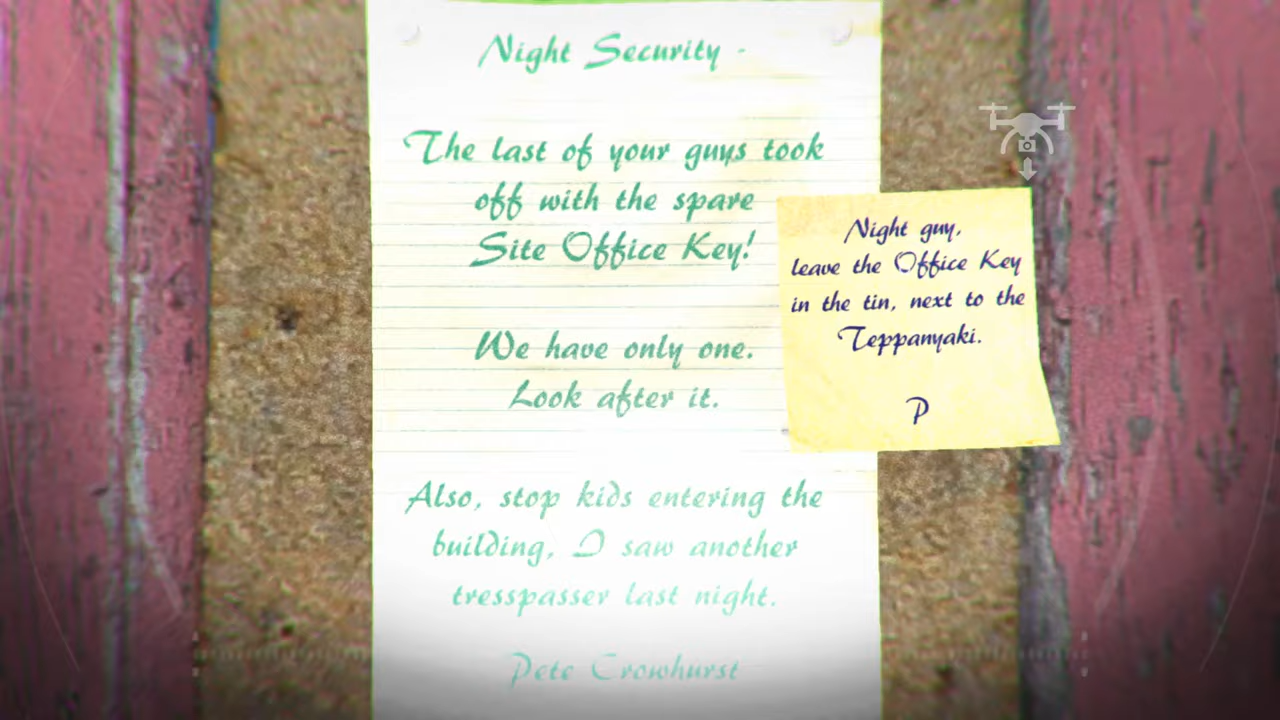 Night Security -
The last of your guys took
off with the spare
Site Office Key!
We have only one.
Look after it.
Also, stop kids entering the
building, I saw another
tresspasser last night.
Pete Crowhurst
Night guy,
leave the Office Key
in the tin, next to the
Teppanyaki.
P